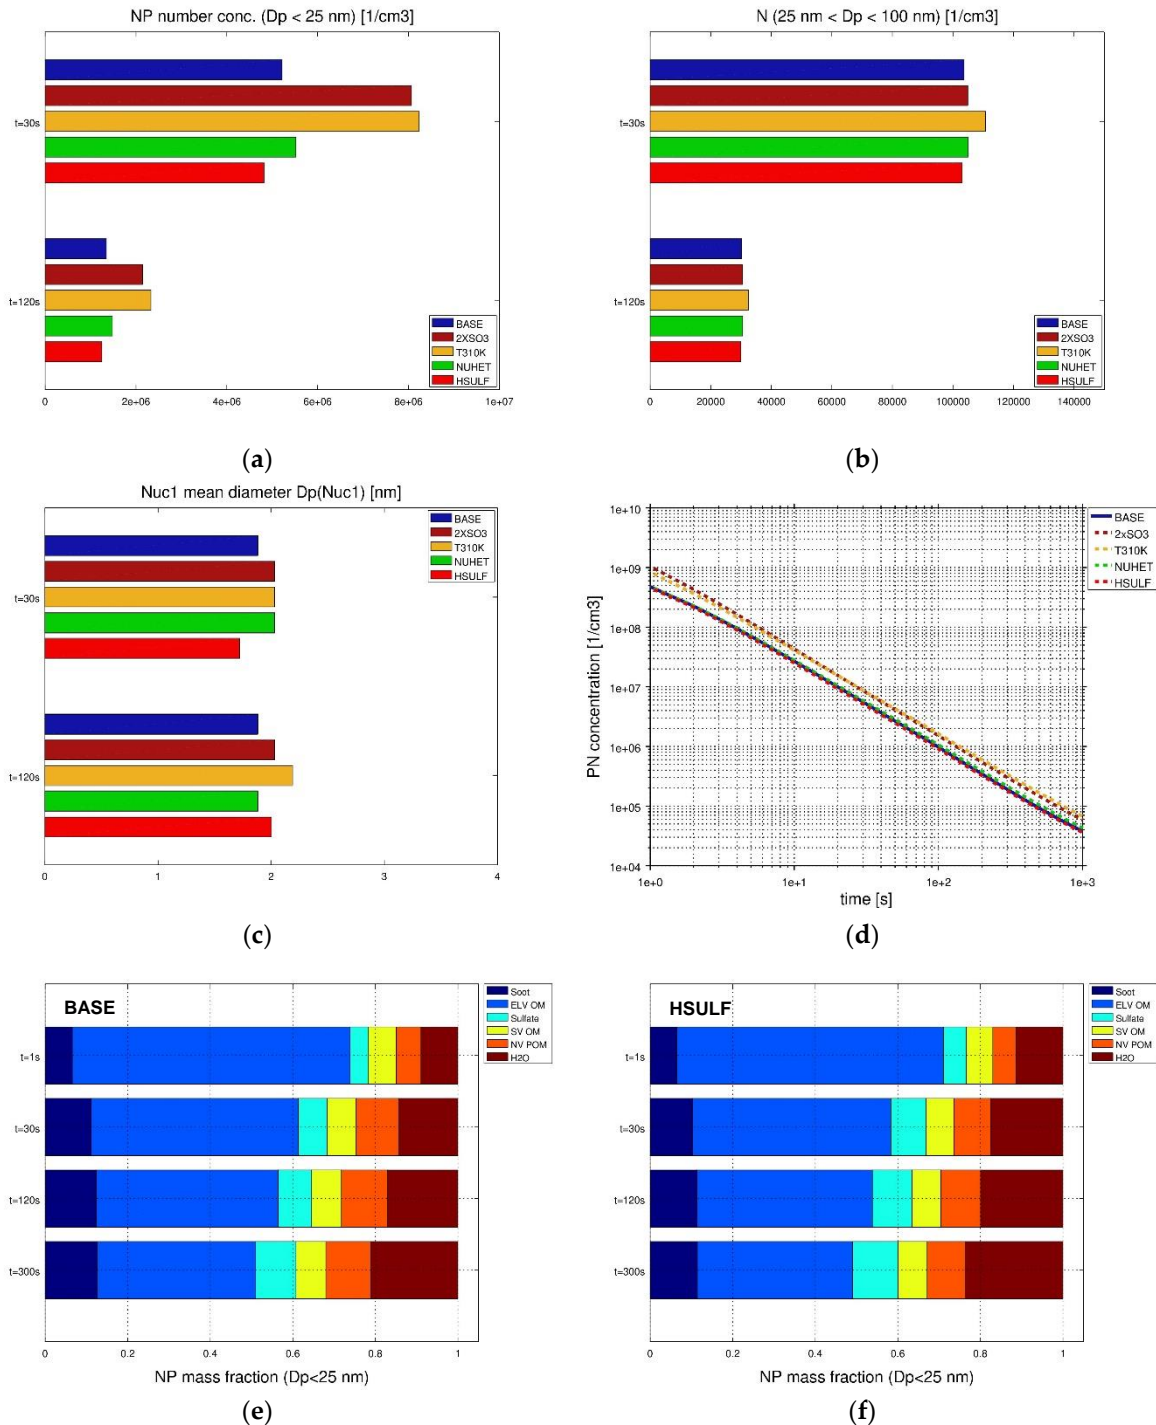 NP number conc. (Dp < 25 nm) [1/cm3]
t=30s
t=120s
BASE
2XSO3
T310K
NUHET
HSULF
0 2e+06 4e+06 6e+06 8e+06 1e+07
(a)
N (25 nm < Dp < 100 nm) [1/cm3]
t=30s
t=120s
BASE
2XSO3
T310K
NUHET
HSULF
0 20000 40000 60000 80000 100000 120000 140000
(b)
Nuc1 mean diameter Dp(Nuc1) [nm]
BASE
2XSO3
T310K
NUHET
HSULF
t=30s
t=120s
0 1 2 3 4
(c)
1e+10
1e+09
1e+08
1e+07
1e+06
1e+05
1e+04
PN concentration [1/cm3]
BASE
2xSO3
T310K
NUHET
HSULF
1e+0 1e+1 1e+2 1e+3
time [s]
(d)
BASE
Soot
ELV OM
Sulfate
SV OM
NV POM
H2O
t=1s
t=30s
t=120s
t=300s
0 0.2 0.4 0.6 0.8 1
NP mass fraction (Dp<25 nm)
(e)
HSULF
Soot
ELV OM
Sulfate
SV OM
NV POM
H2O
t=1s
t=30s
t=120s
t=300s
0 0.2 0.4 0.6 0.8 1
NP mass fraction (Dp<25 nm)
(f)